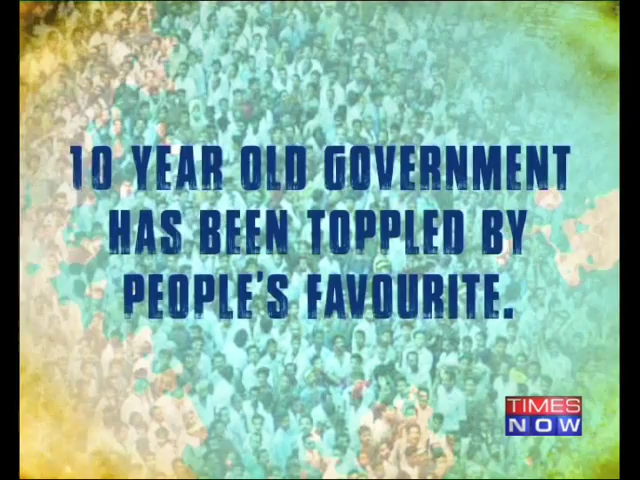 10 YEAR OLD GOVERNMENT
HAS BEEN TOPPLED BY
PEOPLE'S FAVOURITE.
TIMES
NOW